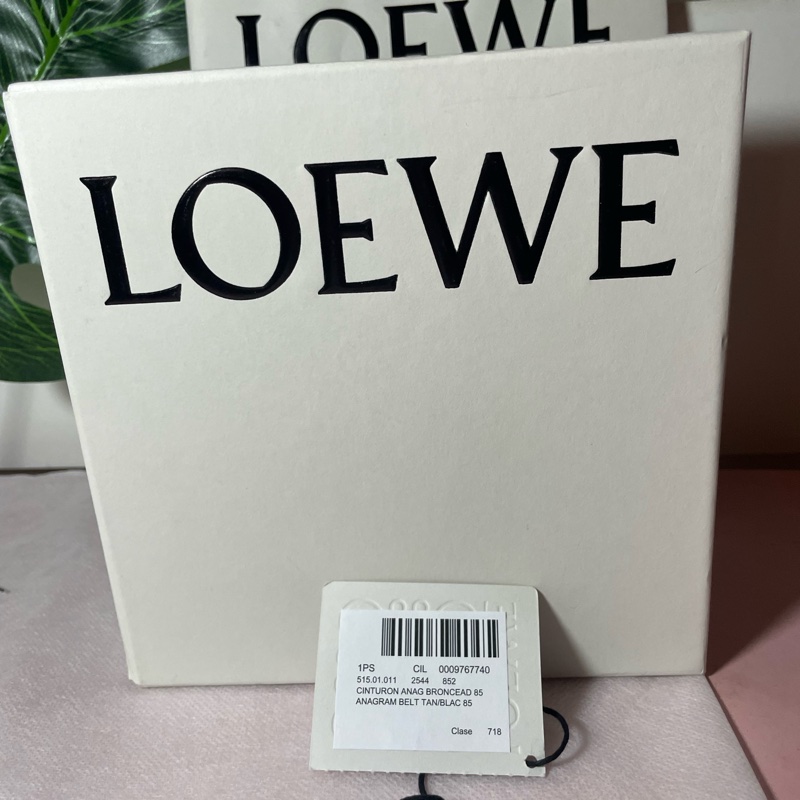 LOEWE
LOEWE
1PS CIL 0009767740
515.01.011 2544 852
CINTURON ANAG BRONCEAD 85
ANAGRAM BELT TAN/BLAC 85
Clase 718